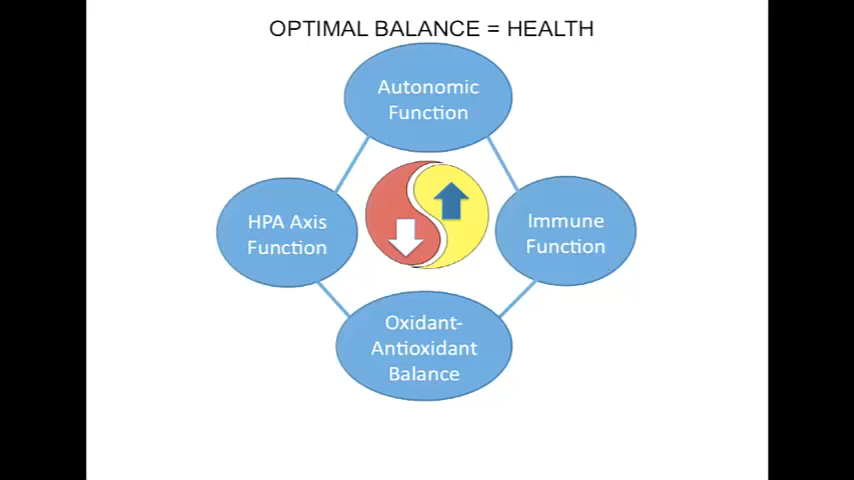 OPTIMAL BALANCE = HEALTH
Autonomic
Function
HPA Axis
Function
Immune
Function
Oxidant-
Antioxidant
Balance